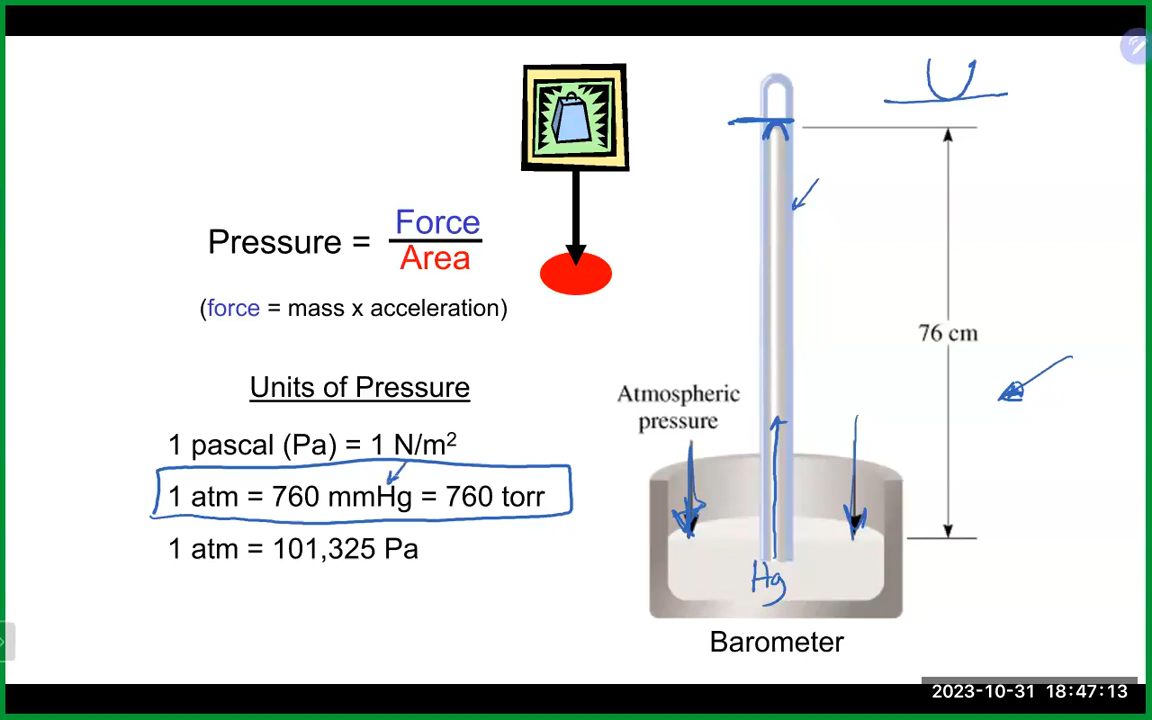 Pressure = Force
Area
(force = mass x acceleration)
Units of Pressure
1 pascal (Pa) = 1 N/m²
1 atm = 760 mmHg = 760 torr
1 atm = 101,325 Pa
76 cm
Atmospheric
pressure
Hg
Barometer
2023-10-31 18:47:13